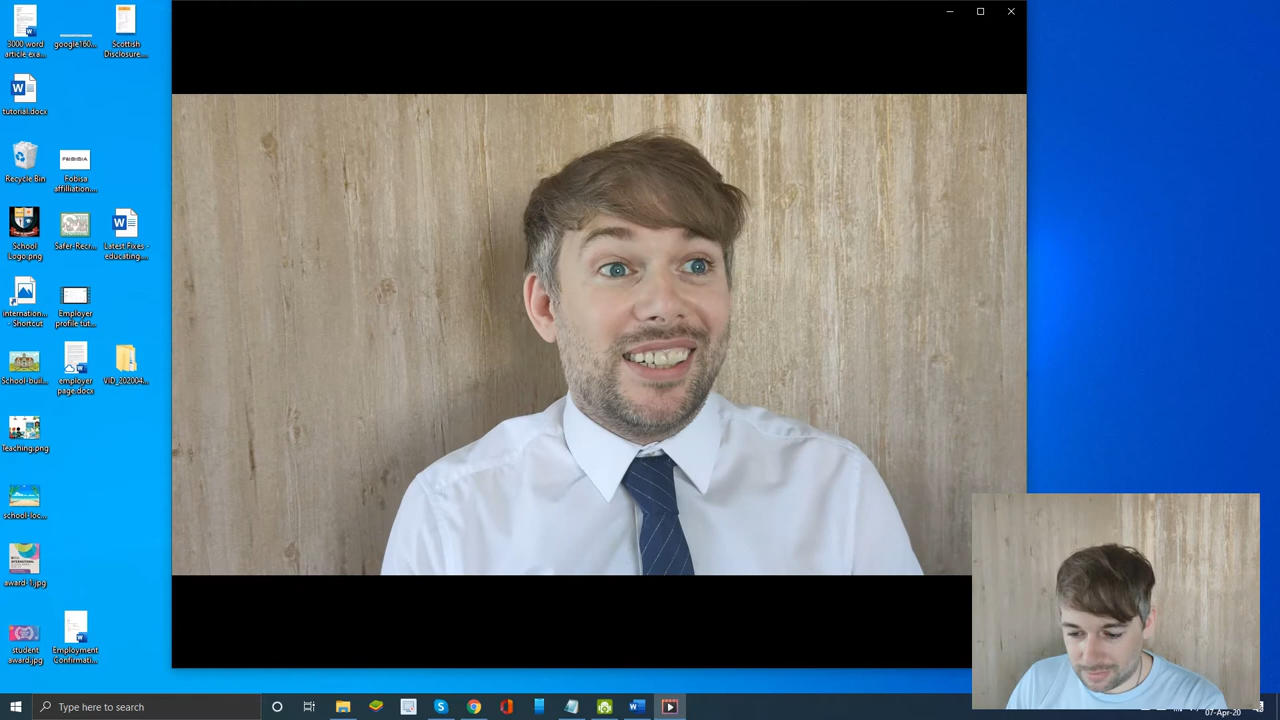 3000 word
article exa...
google160...
Scottish
Disclosure....
tutorial.docx
Recycle Bin
FOBISIA
Fobisa
affilliation....
School
Logo.png
Safer-Recr...
Latest Fixes -
educating....
internation...
- Shortcut
Employer
profile tut...
School-buil...
employer
page.docx
VID_202004...
Teaching.png
school-loc...
award-1.jpg
student
award.jpg
Employment
Confirmati...
Type here to search
07-Apr-20